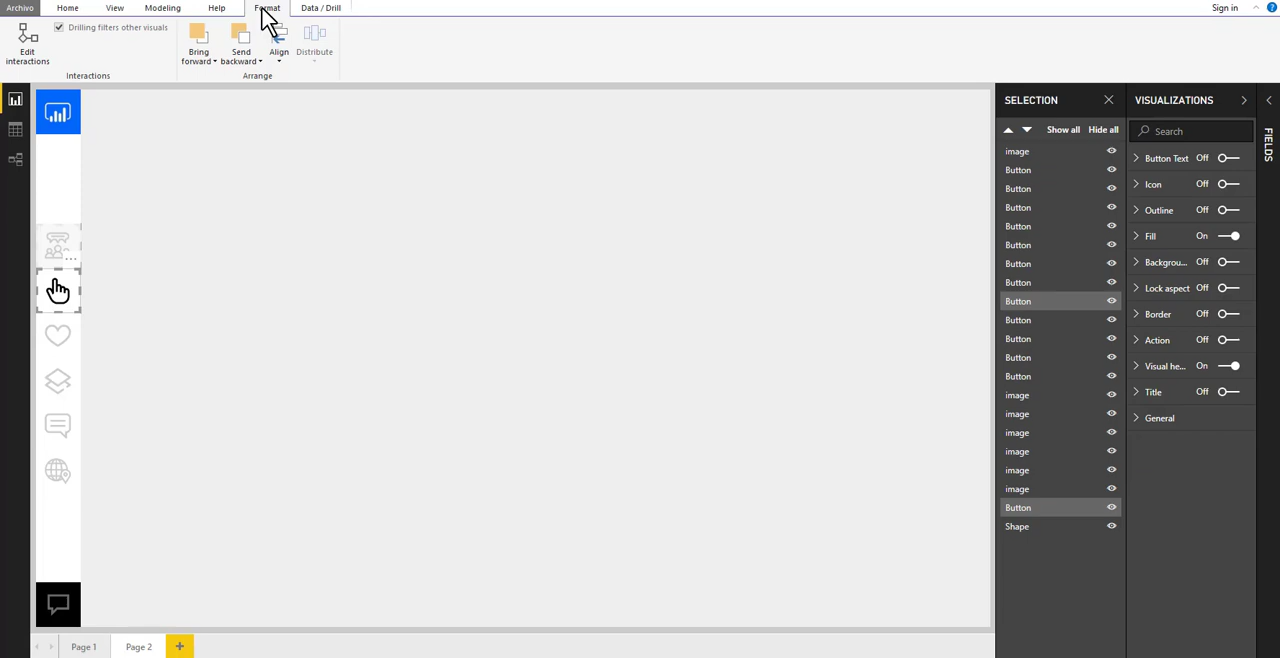 Archivo Home View Modeling Help Format Data / Drill Sign in
Drilling filters other visuals
Edit interactions
Bring forward
Send backward
Align
Distribute
Interactions
Arrange
SELECTION
Show all Hide all
image
Button
Button
Button
Button
Button
Button
Button
Button
Button
Button
Button
Button
image
image
image
image
image
image
Button
Shape
VISUALIZATIONS
Search
Button Text Off
Icon Off
Outline Off
Fill On
Backgrou... Off
Lock aspect Off
Border Off
Action Off
Visual he... On
Title Off
General
FIELDS
Page 1 Page 2 +